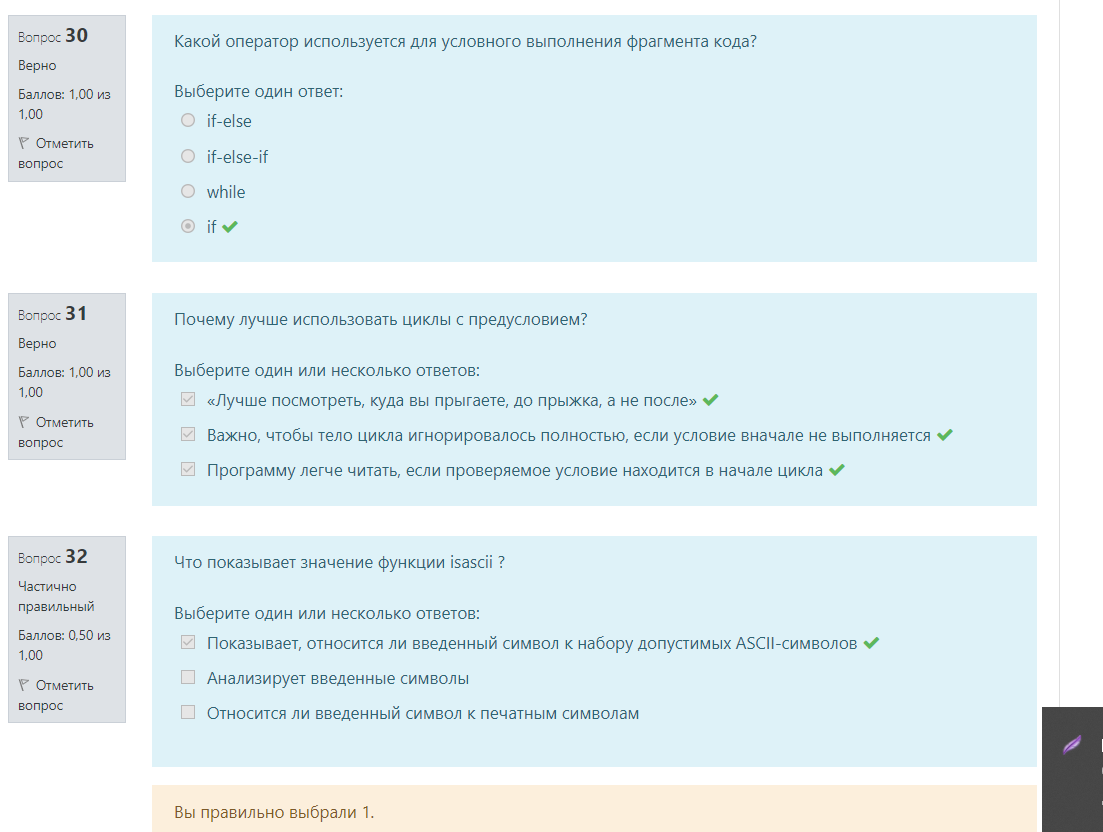 Вопрос 30
Верно
Баллов: 1,00 из
1,00
Отметить
вопрос
Какой оператор используется для условного выполнения фрагмента кода?
Выберите один ответ:
if-else
if-else-if
while
if
Вопрос 31
Верно
Баллов: 1,00 из
1,00
Отметить
вопрос
Почему лучше использовать циклы с предусловием?
Выберите один или несколько ответов:
«Лучше посмотреть, куда вы прыгаете, до прыжка, а не после»
Важно, чтобы тело цикла игнорировалось полностью, если условие вначале не выполняется
Программу легче читать, если проверяемое условие находится в начале цикла
Вопрос 32
Частично
правильный
Баллов: 0,50 из
1,00
Отметить
вопрос
Что показывает значение функции isascii ?
Выберите один или несколько ответов:
Показывает, относится ли введенный символ к набору допустимых ASCII-символов
Анализирует введенные символы
Относится ли введенный символ к печатным символам
Вы правильно выбрали 1.